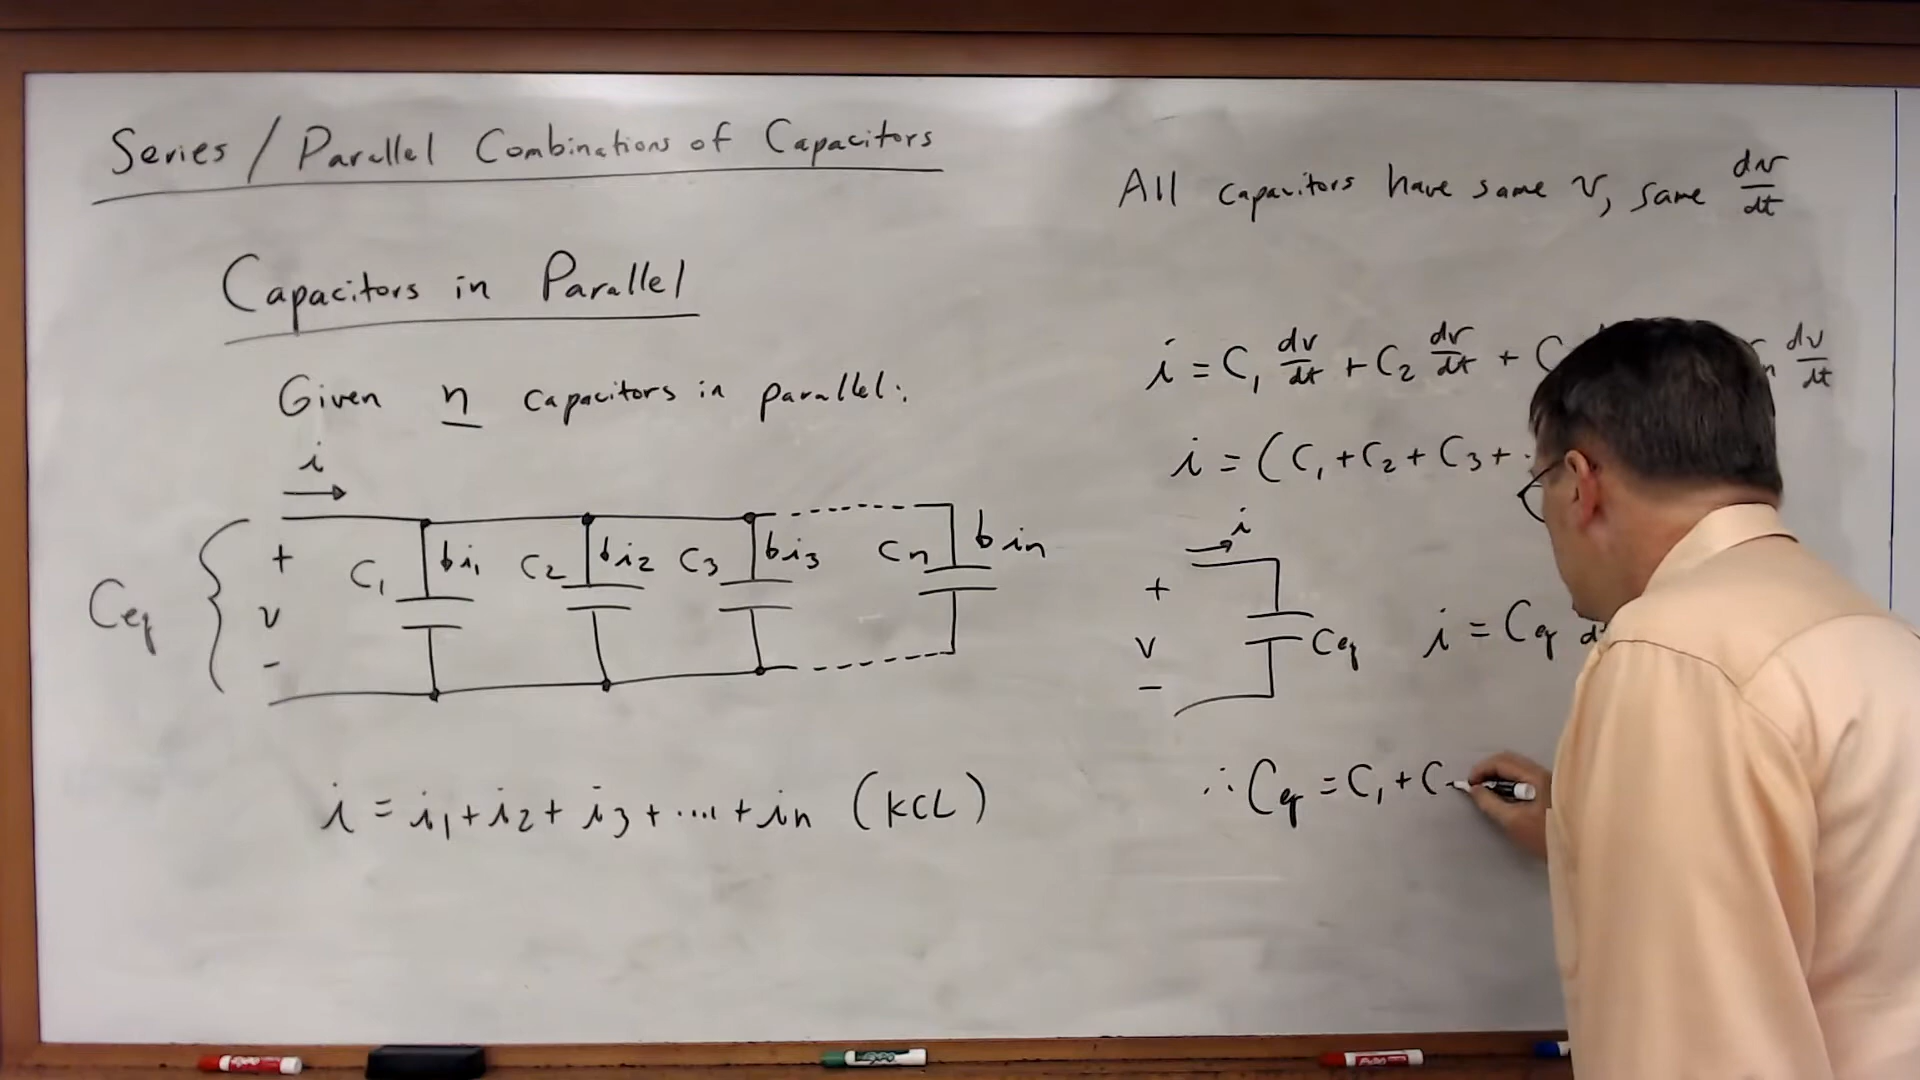 Series / Parallel Combinations of Capacitors
Capacitors in Parallel
Given n capacitors in parallel:
i
+
v
-
Ceq
C1
i1
C2
i2
C3
i3
Cn
in
i = i1 + i2 + i3 + .... + in (KCL)
All capacitors have same v, same dv/dt
i = C1 dv/dt + C2 dv/dt + C n dv/dt
i = (C1 + C2 + C3 + .
i
+
v
-
Ceq
i = Ceq d
∴ Ceq = C1 + C
EXPO
EXPO